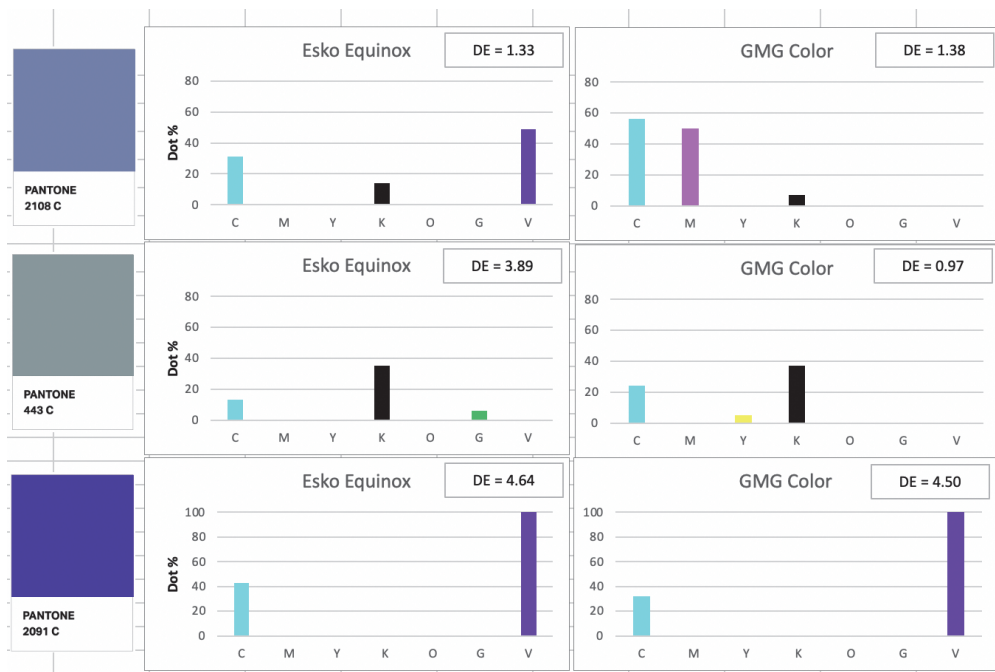 PANTONE
2108 C
Esko Equinox
DE = 1.33
Dot %
80
60
40
20
0
C M Y K O G V
GMG Color
DE = 1.38
80
60
40
20
0
C M Y K O G V
PANTONE
443 C
Esko Equinox
DE = 3.89
Dot %
80
60
40
20
0
C M Y K O G V
GMG Color
DE = 0.97
80
60
40
20
0
C M Y K O G V
PANTONE
2091 C
Esko Equinox
DE = 4.64
Dot %
100
80
60
40
20
0
C M Y K O G V
GMG Color
DE = 4.50
100
80
60
40
20
0
C M Y K O G V